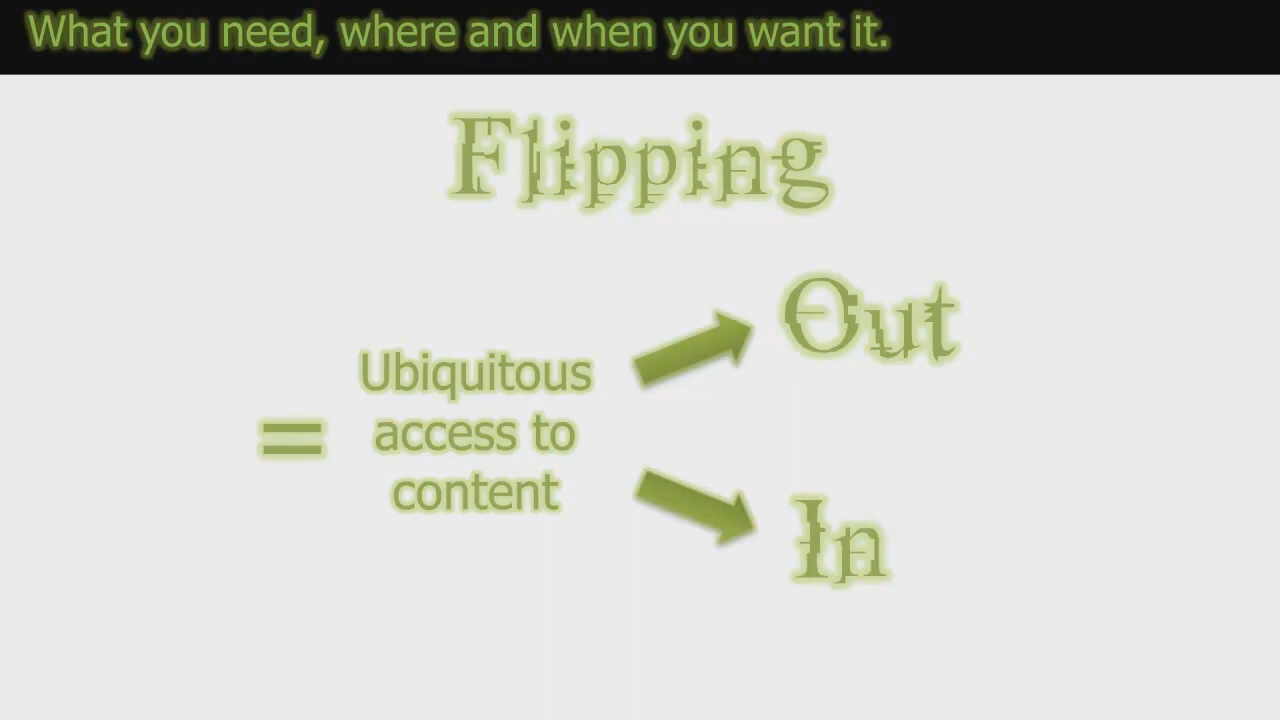 What you need, where and when you want it.
Flipping
Out
=
Ubiquitous
access to
content
In